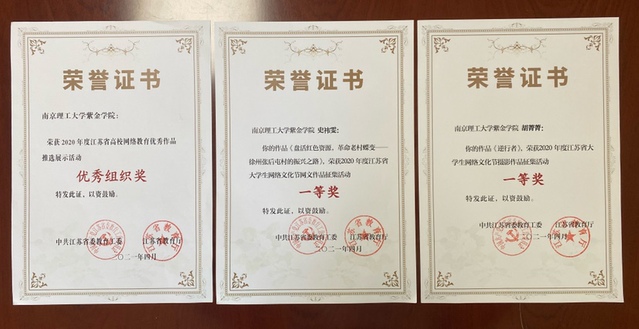 荣誉证书
南京理工大学紫金学院：
荣获2020年度江苏省高校网络教育优秀作品
推选展示活动
优秀组织奖
特发此证，以资鼓励。
中共江苏省委教育工委 江苏省教育厅
二〇二一年四月
荣誉证书
南京理工大学紫金学院 史祎雯：
你的作品《盘活红色资源，革命老村蝶变——
徐州张后屯村的振兴之路》，荣获2020年度江苏省
大学生网络文化节网文作品征集活动
一等奖
特发此证，以资鼓励。
中共江苏省委教育工委 江苏省教育厅
二〇二一年四月
荣誉证书
南京理工大学紫金学院 胡菁菁：
你的作品《逆行者》，荣获2020年度江苏省大
学生网络文化节摄影作品征集活动
一等奖
特发此证，以资鼓励。
中共江苏省委教育工委 江苏省教育厅
二〇二一年四月